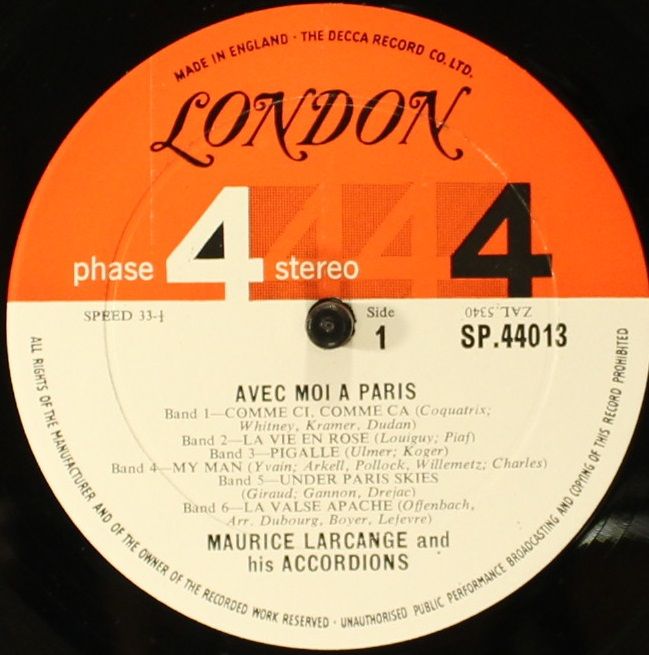 MADE IN ENGLAND · THE DECCA RECORD CO. LTD.
LONDON
phase 4 stereo 4 4 4
SPEED 33-⅓
Side
1
ZAL.5340
SP.44013
AVEC MOI A PARIS
Band 1—COMME CI, COMME CA (Coquatrix;
Whitney, Kramer, Dudan)
Band 2—LA VIE EN ROSE (Louiguy; Piaf)
Band 3—PIGALLE (Ulmer; Koger)
Band 4—MY MAN (Yvain; Arkell, Pollock, Willemetz; Charles)
Band 5—UNDER PARIS SKIES
(Giraud; Gannon, Drejac)
Band 6—LA VALSE APACHE (Offenbach,
Arr. Dubourg, Boyer, Lefevre)
MAURICE LARCANGE and
his ACCORDIONS
ALL RIGHTS OF THE MANUFACTURER AND OF THE OWNER OF THE RECORDED WORK RESERVED · UNAUTHORISED PUBLIC PERFORMANCE BROADCASTING AND COPYING OF THIS RECORD PROHIBITED